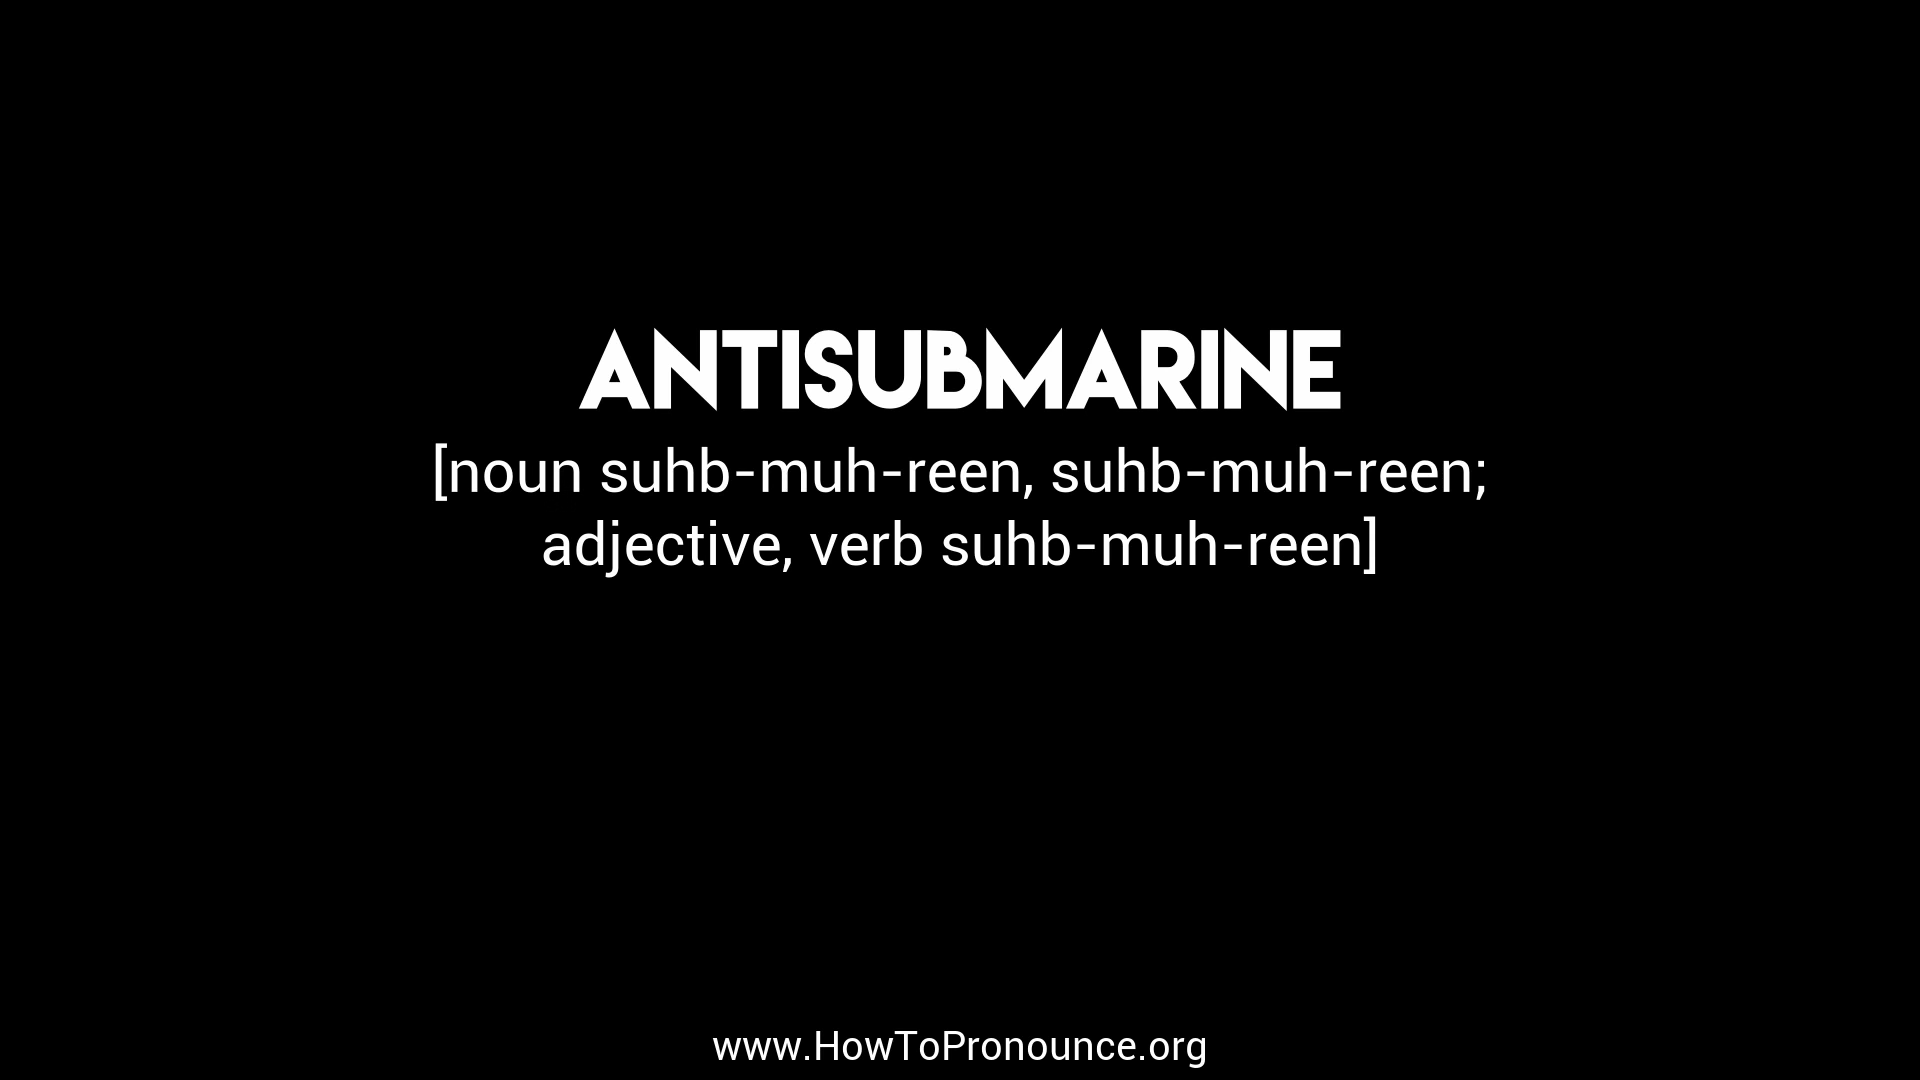 ANTISUBMARINE
[noun suhb-muh-reen, suhb-muh-reen;
adjective, verb suhb-muh-reen]
www.HowToPronounce.org